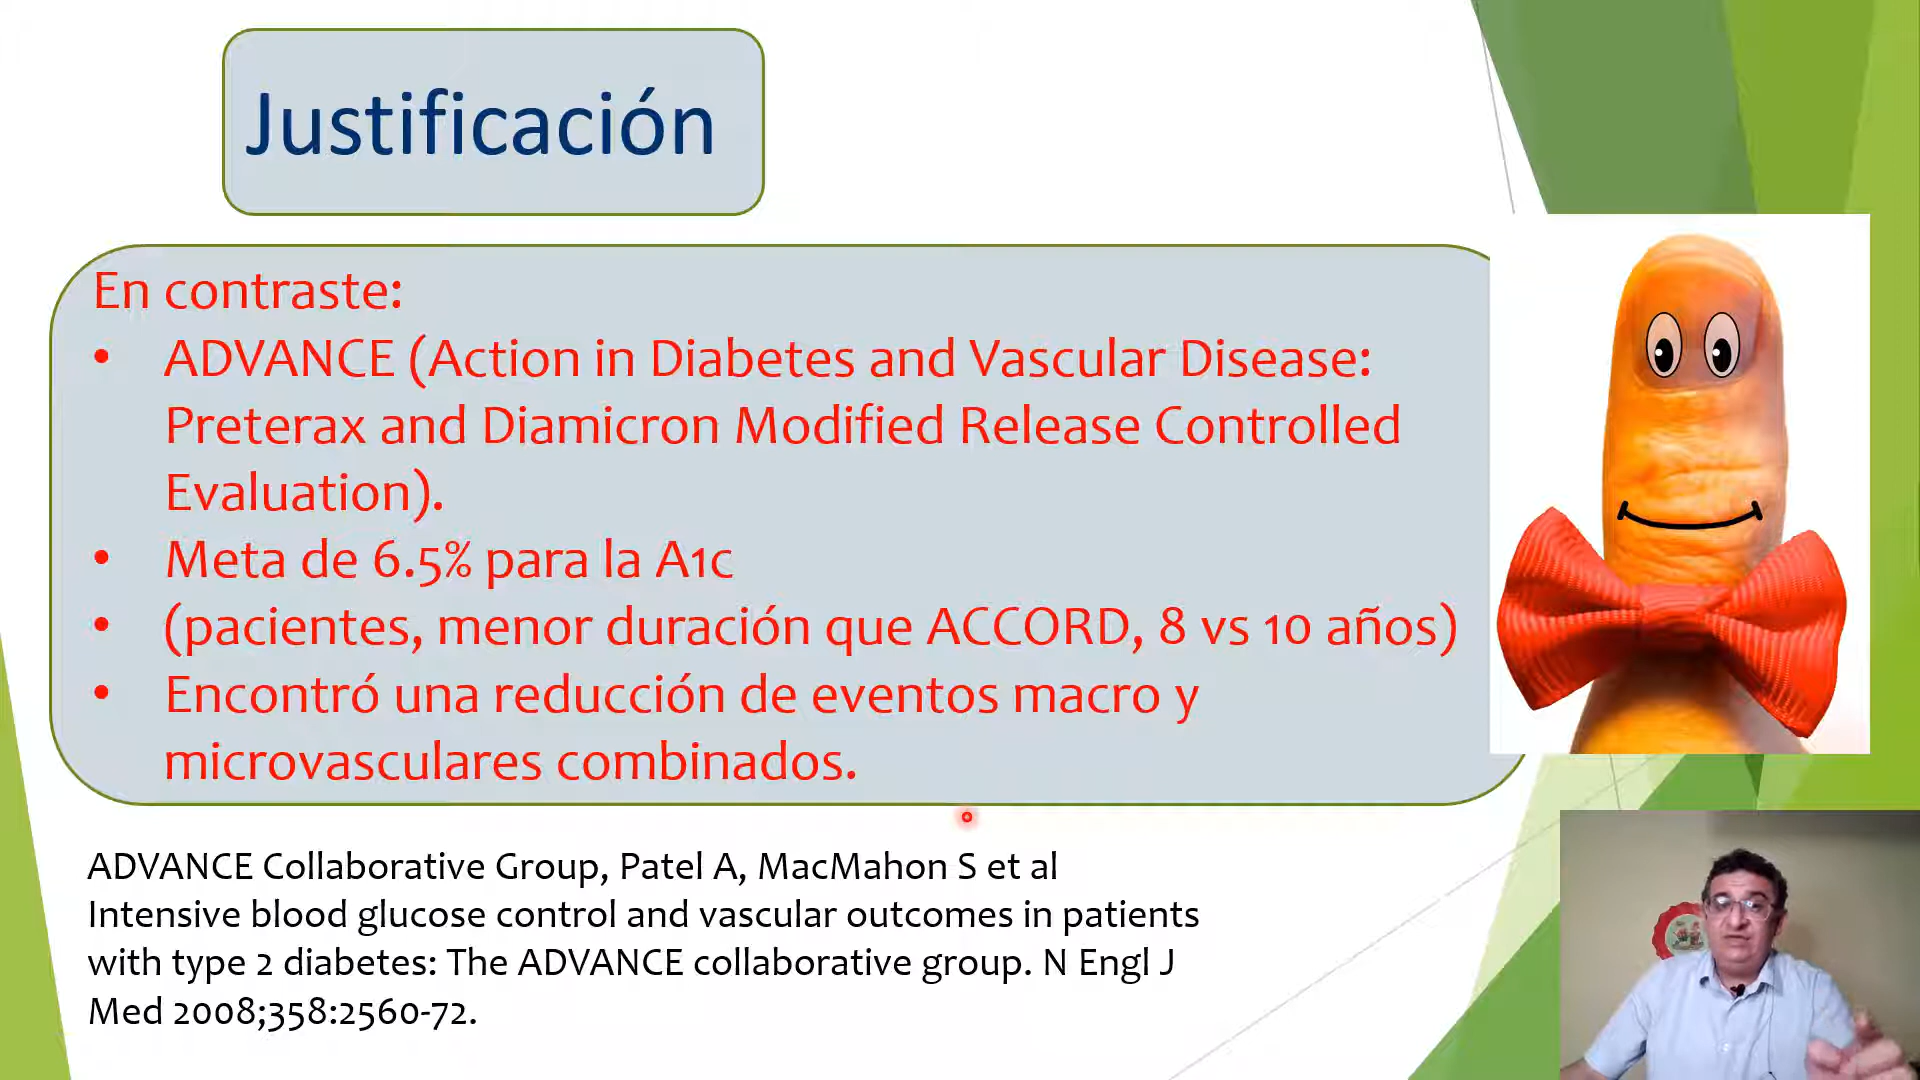 Justificación
En contraste:
• ADVANCE (Action in Diabetes and Vascular Disease:
Preterax and Diamicron Modified Release Controlled
Evaluation).
• Meta de 6.5% para la A1c
• (pacientes, menor duración que ACCORD, 8 vs 10 años)
• Encontró una reducción de eventos macro y
microvasculares combinados.
ADVANCE Collaborative Group, Patel A, MacMahon S et al
Intensive blood glucose control and vascular outcomes in patients
with type 2 diabetes: The ADVANCE collaborative group. N Engl J
Med 2008;358:2560-72.